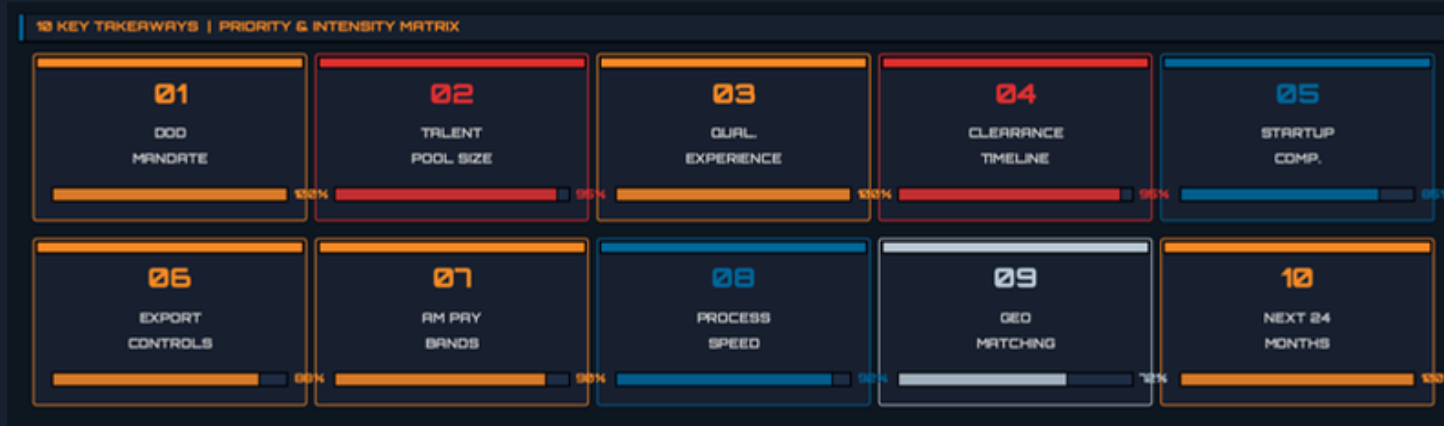 10 KEY TAKEAWAYS | PRIORITY & INTENSITY MATRIX
01
DOD
MANDATE
100%
02
TALENT
POOL SIZE
95%
03
QUAL.
EXPERIENCE
100%
04
CLEARANCE
TIMELINE
95%
05
STARTUP
COMP.
06
EXPORT
CONTROLS
88%
07
AM PAY
BANDS
90%
08
PROCESS
SPEED
92%
09
GEO
MATCHING
72%
10
NEXT 24
MONTHS
100